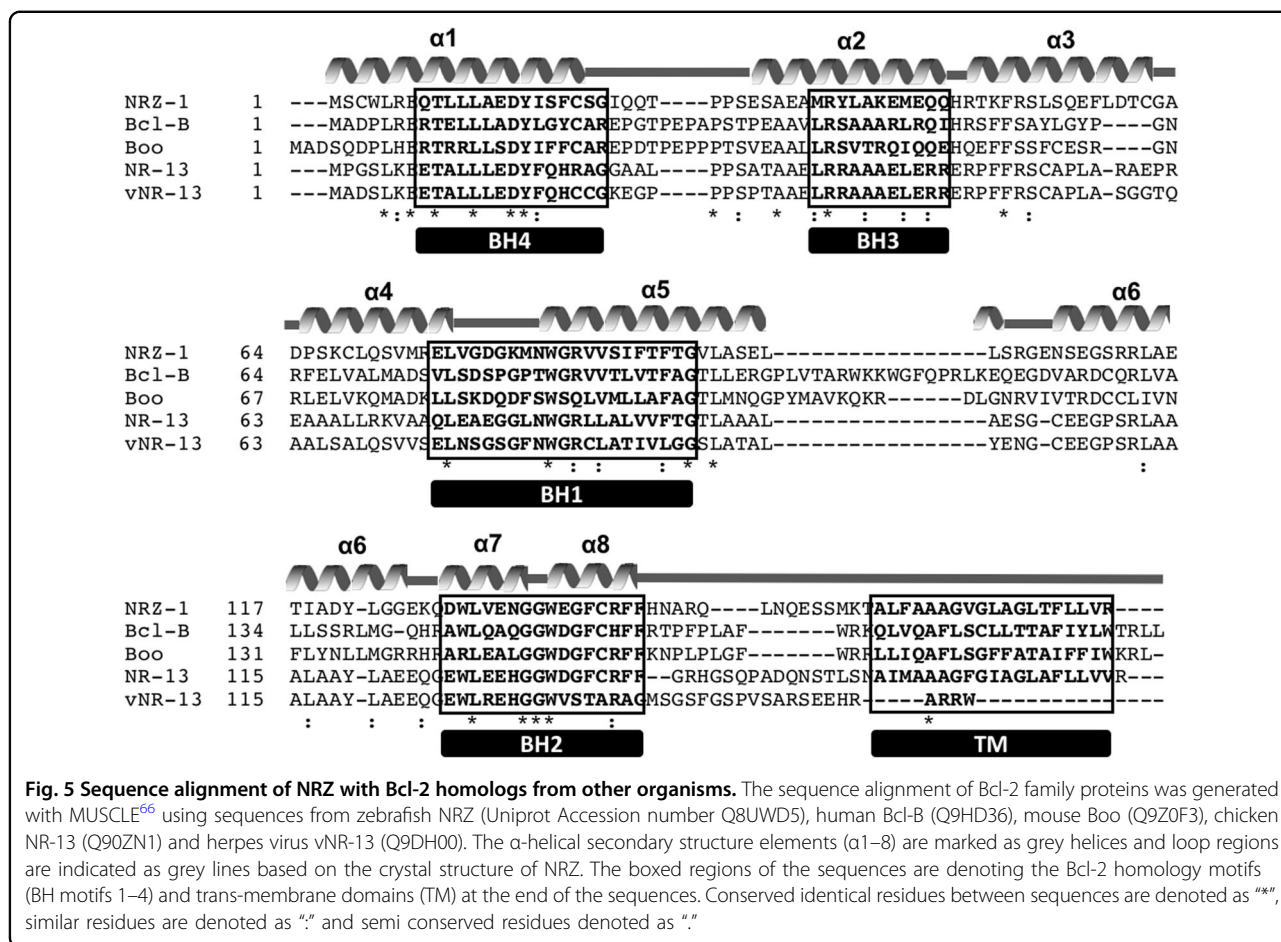 α1 α2 α3
NRZ-1 1 ---MSCWLREQTLLLAEDYISFCSGIQQT----PPSESAEAMRYLAKEMEQQHRTKFRSLSQEFLDTCGA
Bcl-B 1 ---MADPLRERTELLLADYLGYCAREPGTPEPAPSTPEAAVLRSAAARLRQIHRSFFSAYLGYP----GN
Boo 1 MADSQDPLHERTRRLLSDYIFFCAREPDTPEPPPTSVEAALLRSVTRQIQQEHQEFFSSFCESR----GN
NR-13 1 --MPGSLKEETALLLEDYFQHRAGGAAL----PPSATAAELRRAAAELERRERPFFRSCAPLA-RAEPR
vNR-13 1 --MADSLKEETALLLEDYFQHCCGKEGP----PPSPTAAELRRAAAELERRERPFFRSCAPLA-SGGTQ
*:* * * **: * : * :* : : : * :
BH4 BH3
α4 α5 α6
NRZ-1 64 DPSKCLQSVMRELVGDGKMNWGRVVSIFTFTGVLASEL-----------------LSRGENSEGSRRLAE
Bcl-B 64 RFELVALMADSVLSDSPGPTWGRVVTLVTFAGTLLERGPLVTARWKKWGFQPRLKEQEGDVARDCQRLVA
Boo 67 RLELVKQMADKLLSKDQDFSWSQLVMLLAFAGTLMNQGPYMAVKQKR-------DLGNRVIVTRDCCLIVN
NR-13 63 EAAALLRKVAAQLEAEGGLNWGRLLALVVFTGTLAAAL-----------------AESG-CEEGPSRLAA
vNR-13 63 AALSALQSVVSELNSGSGFNWGRCLATIVLGGSLATAL-----------------YENG-CEEGPSRLAA
* * : : : * * :
BH1
α6 α7 α8
NRZ-1 117 TIADY-LGGEKQDWLVENGGWEGFCRFFHNARQ----LNQESSMKTALFAAAGVGLAGLTFLLVR----
Bcl-B 134 LLSSRLMG-QHRAWLQAQGGWDGFCHFFRTPFPLAF-------WRKQLVQAFLSCLLTTAFIYLWTRLL
Boo 131 FLYNLLMGRRHRARLEALGGWDGFCRFFKNPLPLGF-------WRRLLIQAFLSGFFATAIFFIWKRL-
NR-13 115 ALAAY-LAEEQGEWLEEHGGWDGFCRFF--GRHGSQPADQNSTLSNAIMAAAGFGIAGLAFLLVVR---
vNR-13 115 ALAAY-LAEEQGEWLREHGGWVSTARAGMSGSFGSPVSARSEEHR-----ARRW---------------
: : : * *** : *
BH2 TM
Fig. 5 Sequence alignment of NRZ with Bcl-2 homologs from other organisms. The sequence alignment of Bcl-2 family proteins was generated
with MUSCLE66 using sequences from zebrafish NRZ (Uniprot Accession number Q8UWD5), human Bcl-B (Q9HD36), mouse Boo (Q9Z0F3), chicken
NR-13 (Q90ZN1) and herpes virus vNR-13 (Q9DH00). The α-helical secondary structure elements (α1–8) are marked as grey helices and loop regions
are indicated as grey lines based on the crystal structure of NRZ. The boxed regions of the sequences are denoting the Bcl-2 homology motifs
(BH motifs 1–4) and trans-membrane domains (TM) at the end of the sequences. Conserved identical residues between sequences are denoted as “*”,
similar residues are denoted as “:” and semi conserved residues denoted as “.”